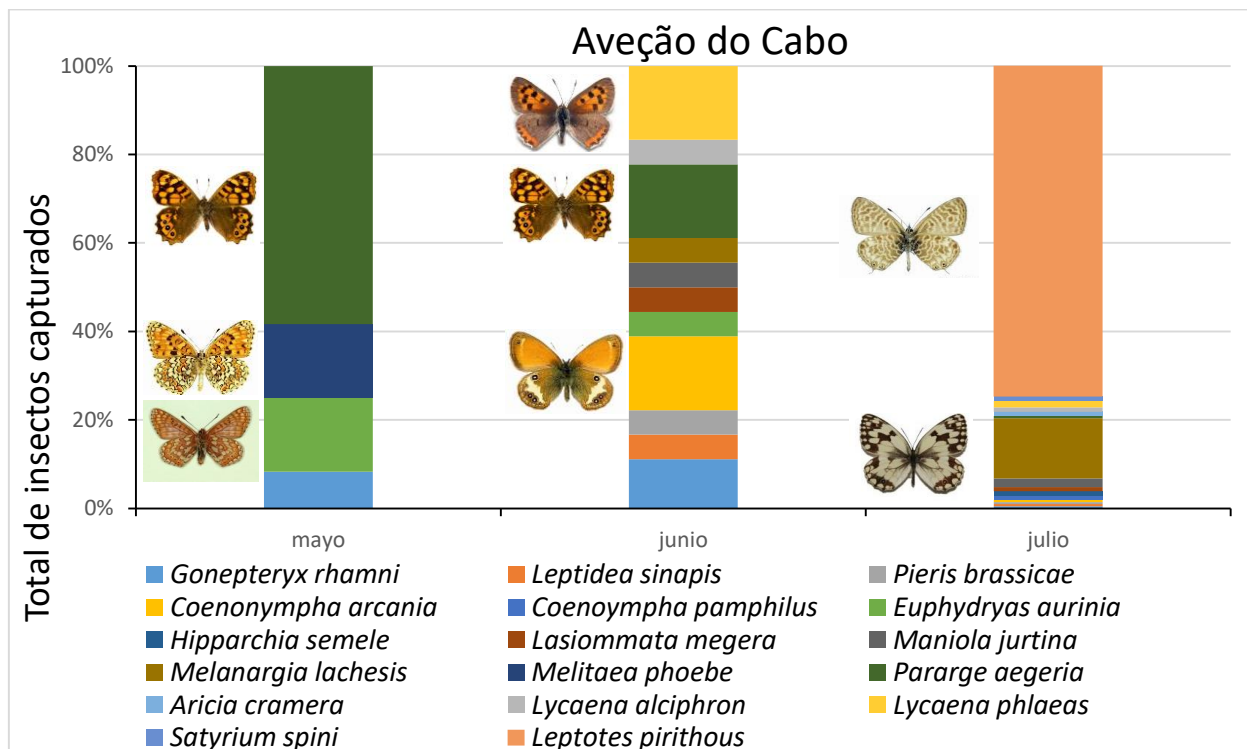 Aveção do Cabo
Total de insectos capturados
100%
80%
60%
40%
20%
0%
mayo junio julio
Gonepteryx rhamni Leptidea sinapis Pieris brassicae
Coenonympha arcania Coenoympha pamphilus Euphydryas aurinia
Hipparchia semele Lasiommata megera Maniola jurtina
Melanargia lachesis Melitaea phoebe Pararge aegeria
Aricia cramera Lycaena alciphron Lycaena phlaeas
Satyrium spini Leptotes pirithous